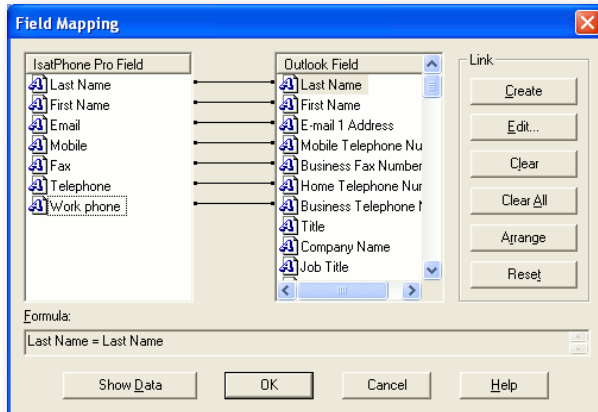 Field Mapping
IsatPhone Pro Field
Last Name
First Name
Email
Mobile
Fax
Telephone
Work phone
Outlook Field
Last Name
First Name
E-mail 1 Address
Mobile Telephone Nu
Business Fax Number
Home Telephone Nur
Business Telephone N
Title
Company Name
Job Title
Link
Create
Edit...
Clear
Clear All
Arrange
Reset
Formula:
Last Name = Last Name
Show Data
OK
Cancel
Help